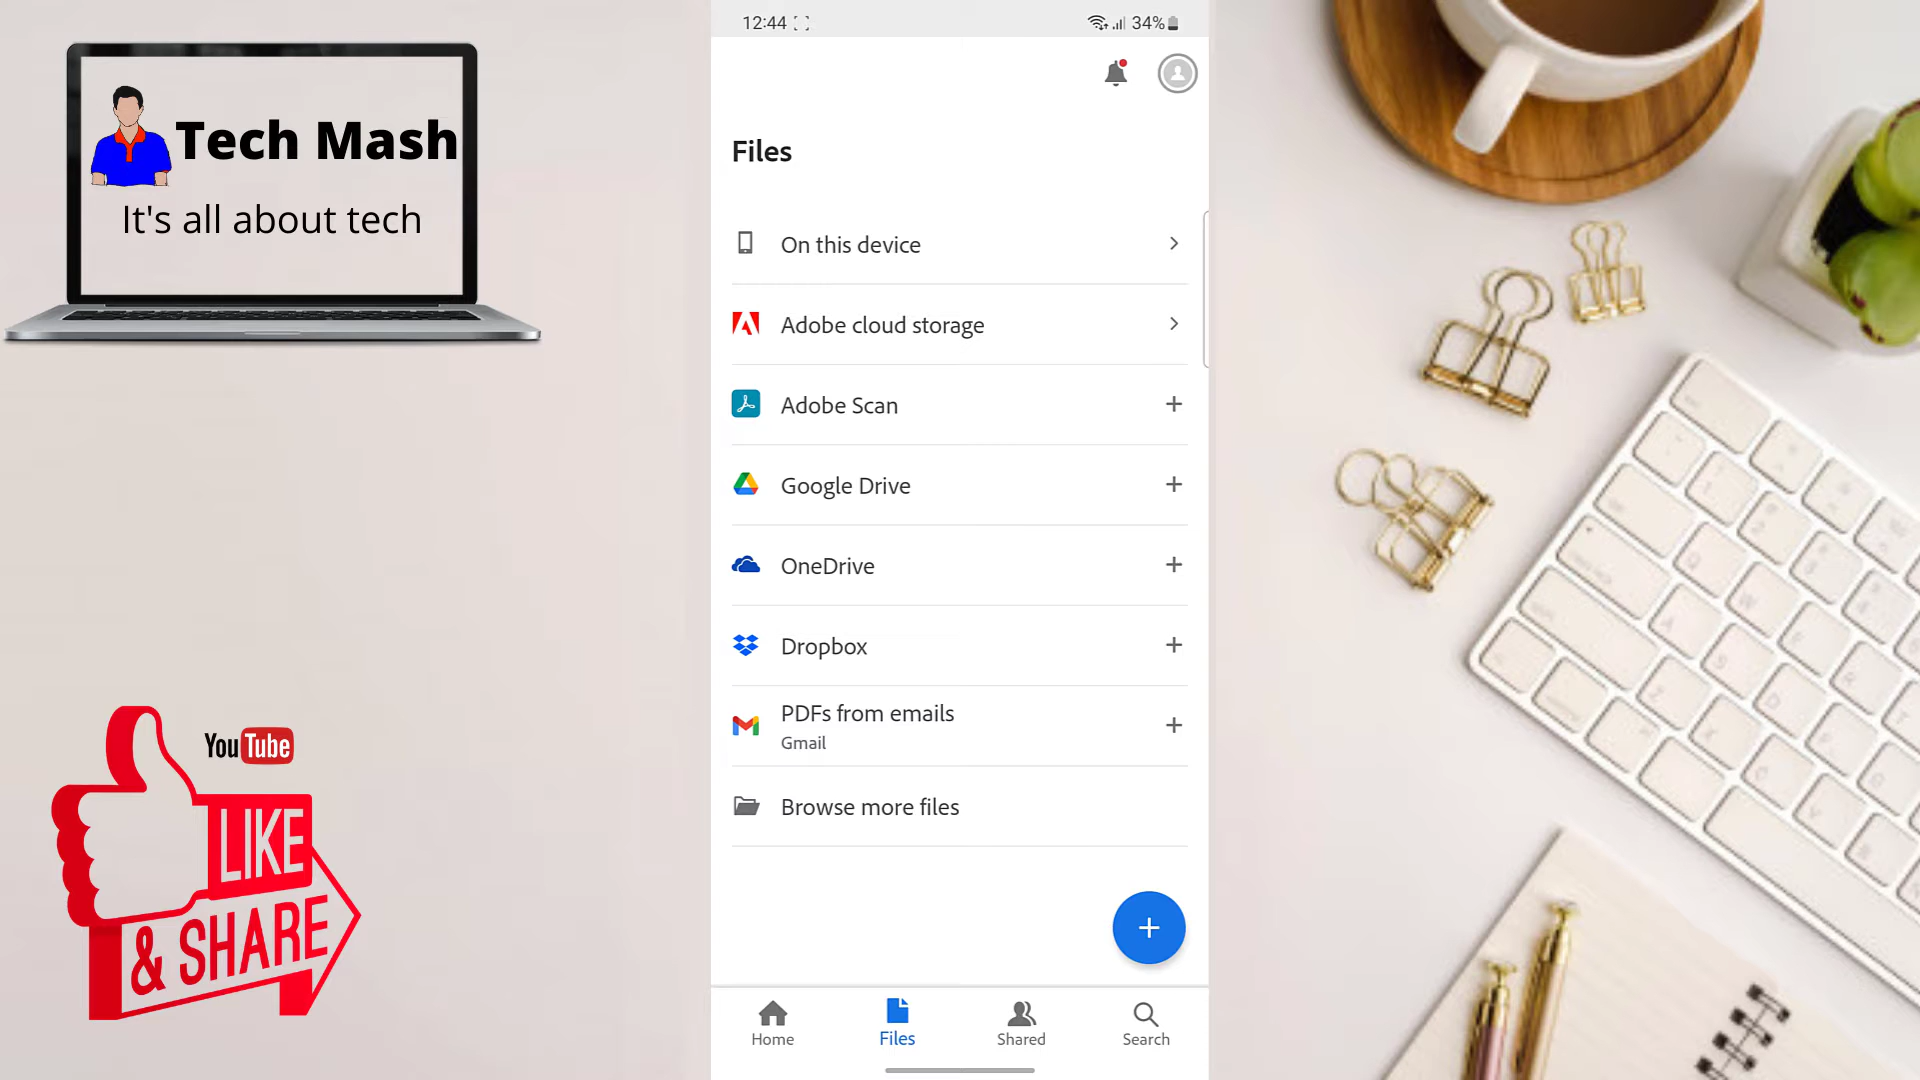 Tech Mash
It's all about tech
YouTube
LIKE
& SHARE
12:44
34%
Files
On this device
Adobe cloud storage
Adobe Scan
Google Drive
OneDrive
Dropbox
PDFs from emails
Gmail
Browse more files
Home
Files
Shared
Search